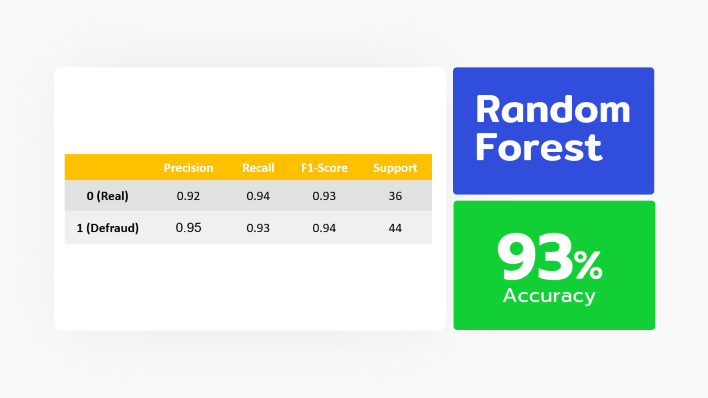 Precision Recall F1-Score Support
0 (Real) 0.92 0.94 0.93 36
1 (Defraud) 0.95 0.93 0.94 44
Random
Forest
93%
Accuracy